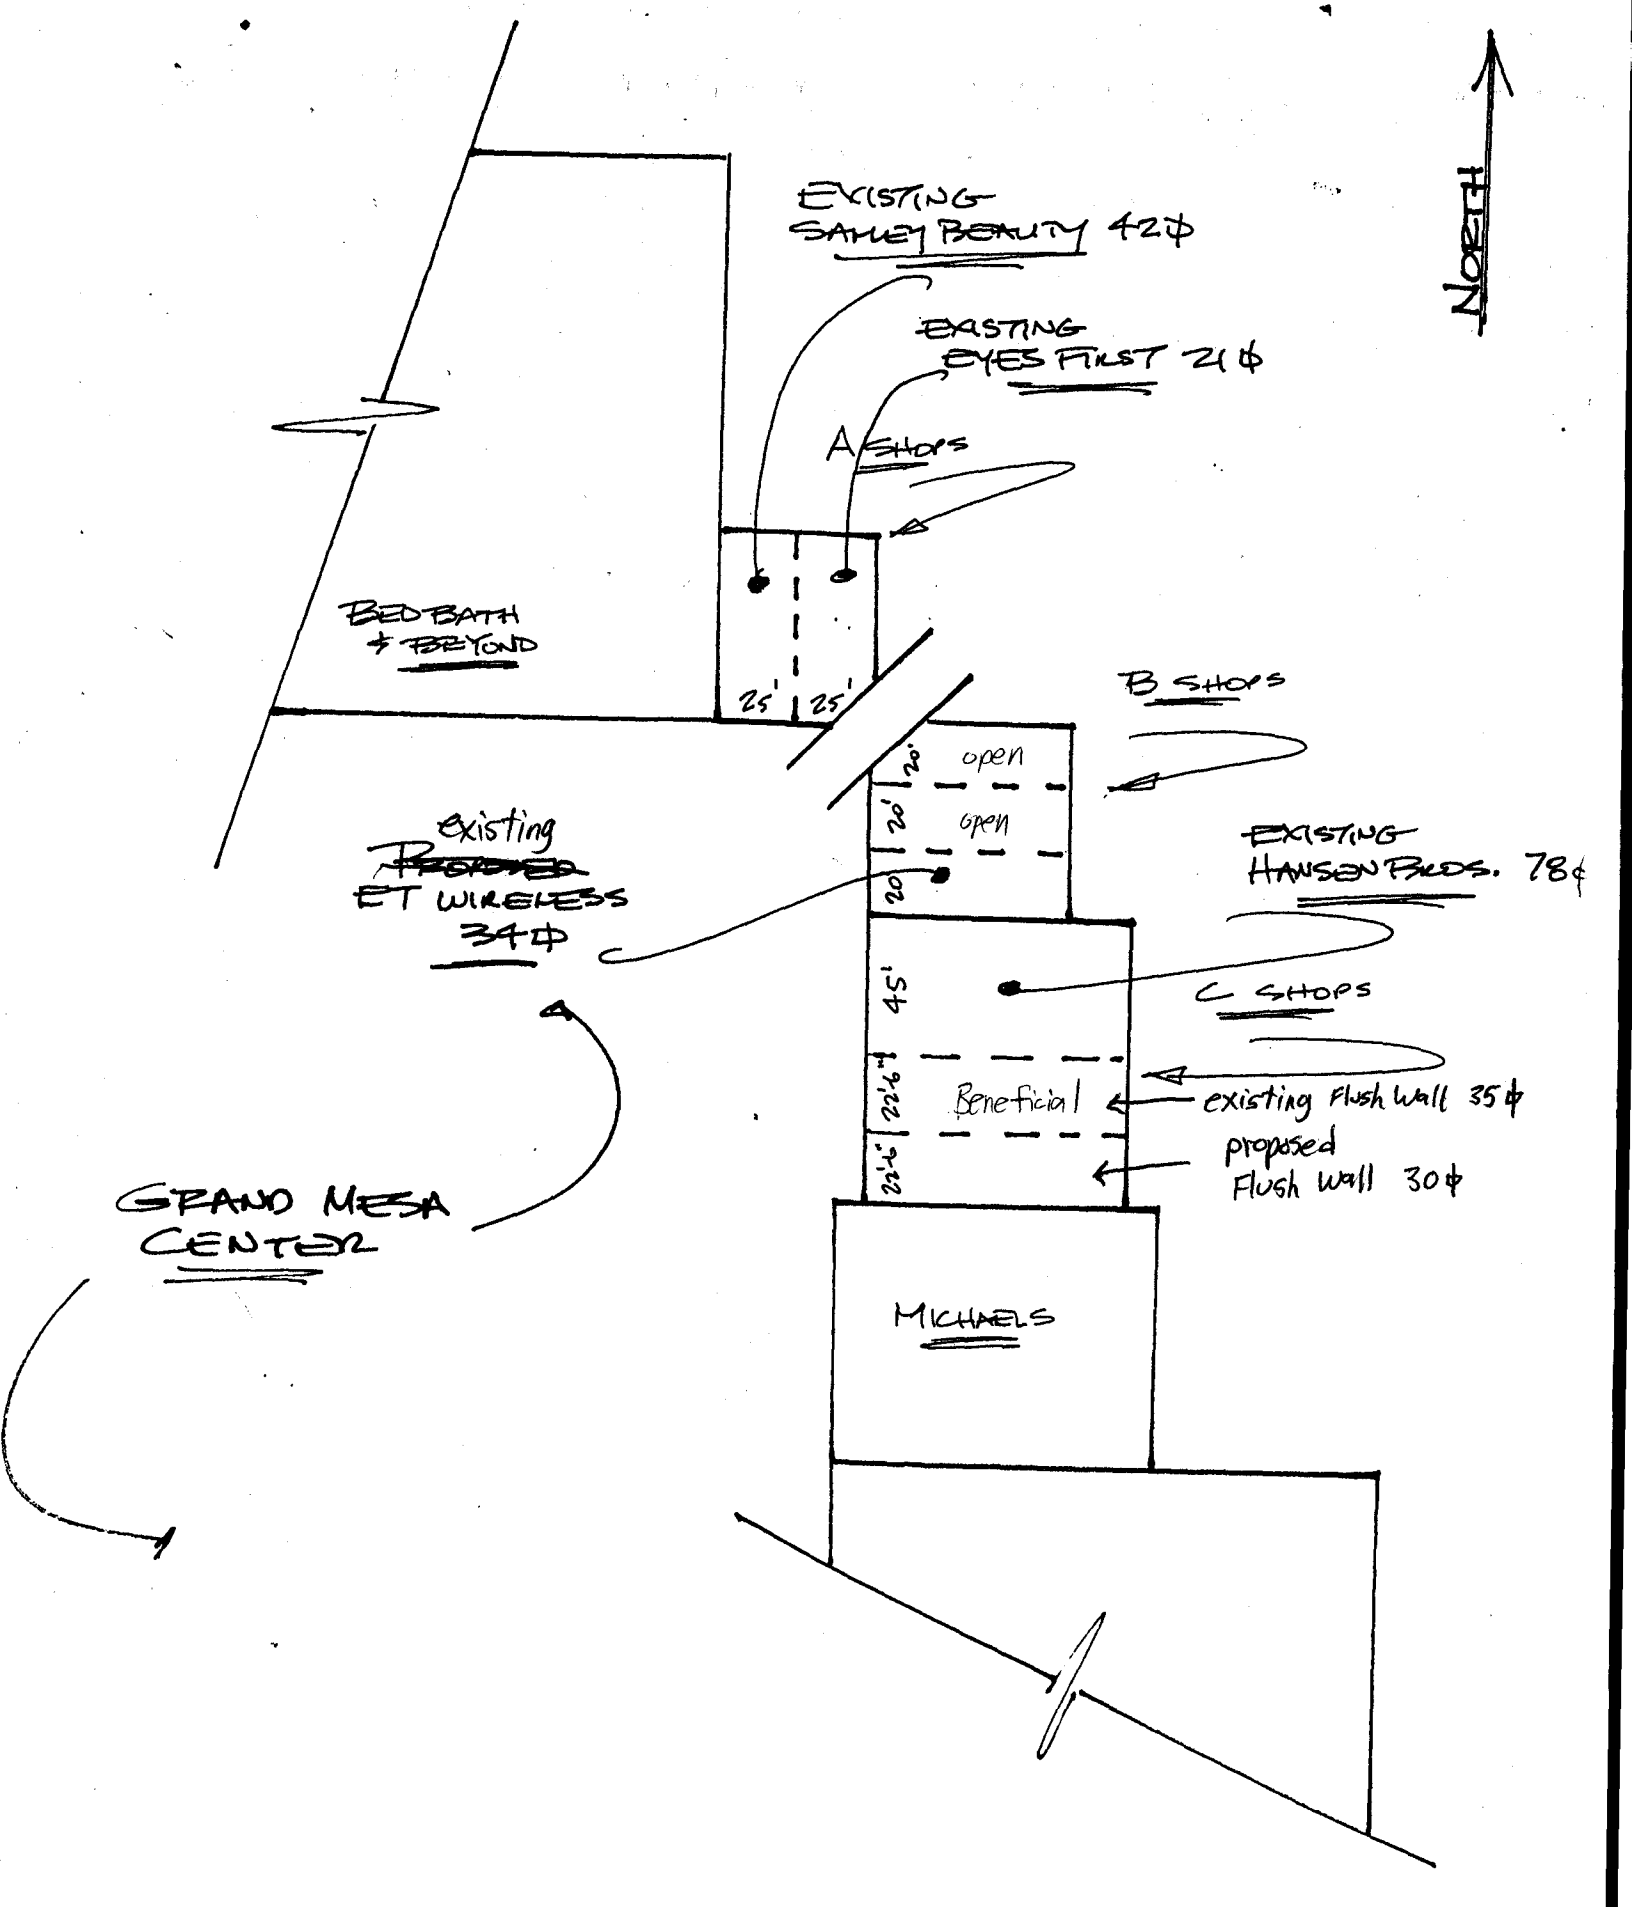 NORTH
EXISTING
SALLEY BEAUTY 42⏀
EXISTING
EYES FIRST 21⏀
A SHOPS
BED BATH
& BEYOND
25' 25'
B SHOPS
20' open
20' open
20'
existing
PROPOSED
ET WIRELESS
34⏀
EXISTING
HANSEN BROS. 78⏀
45'
C SHOPS
22'6" Beneficial
existing Flush Wall 35⏀
22'6"
proposed
Flush Wall 30⏀
GRAND MESA
CENTER
MICHAELS